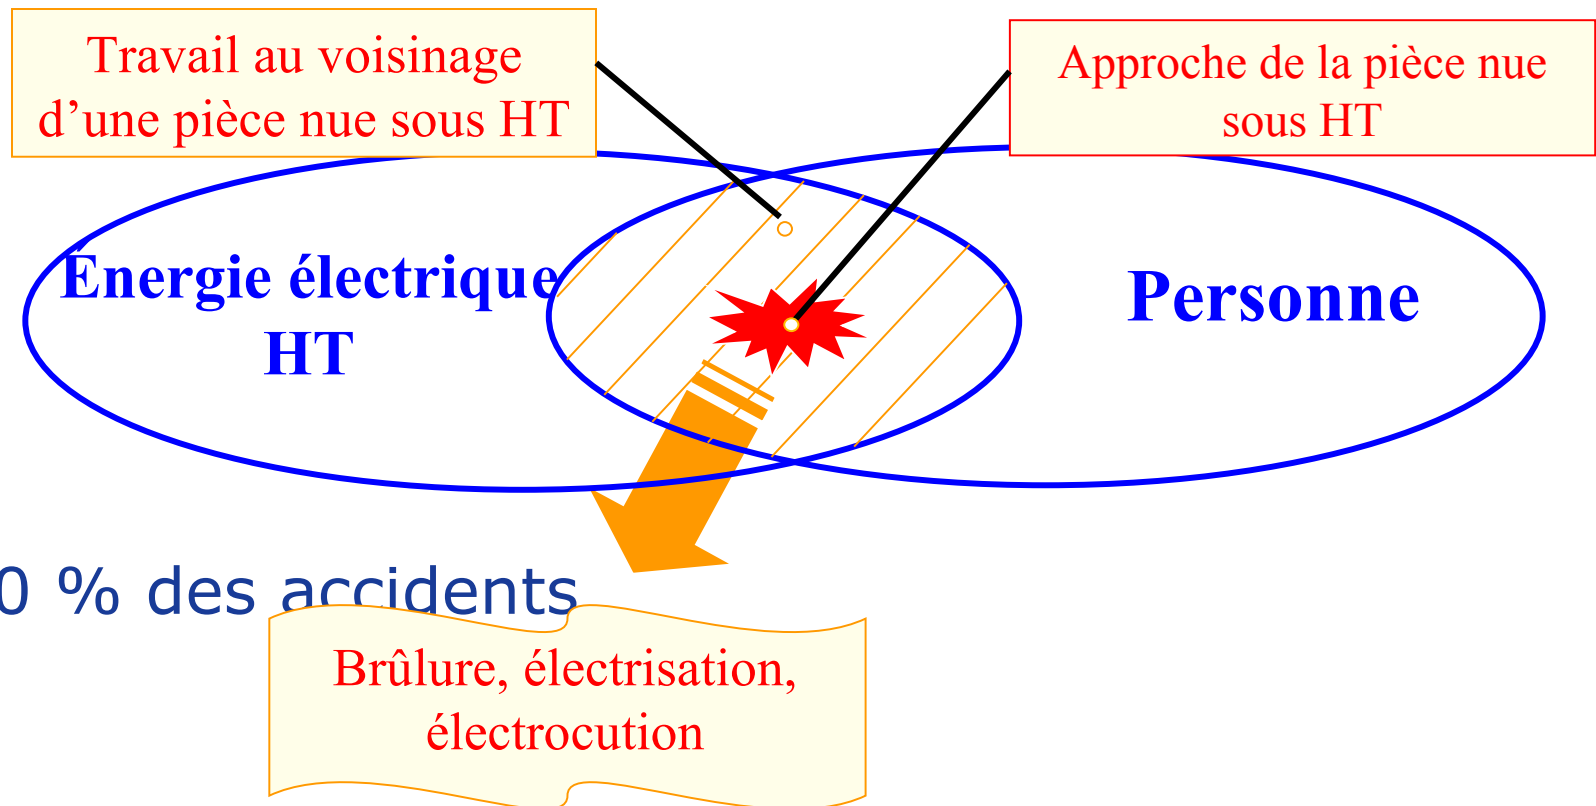 Travail au voisinage
d’une pièce nue sous HT
Approche de la pièce nue
sous HT
Énergie électrique
HT
Personne
0 % des accidents
Brûlure, électrisation,
électrocution